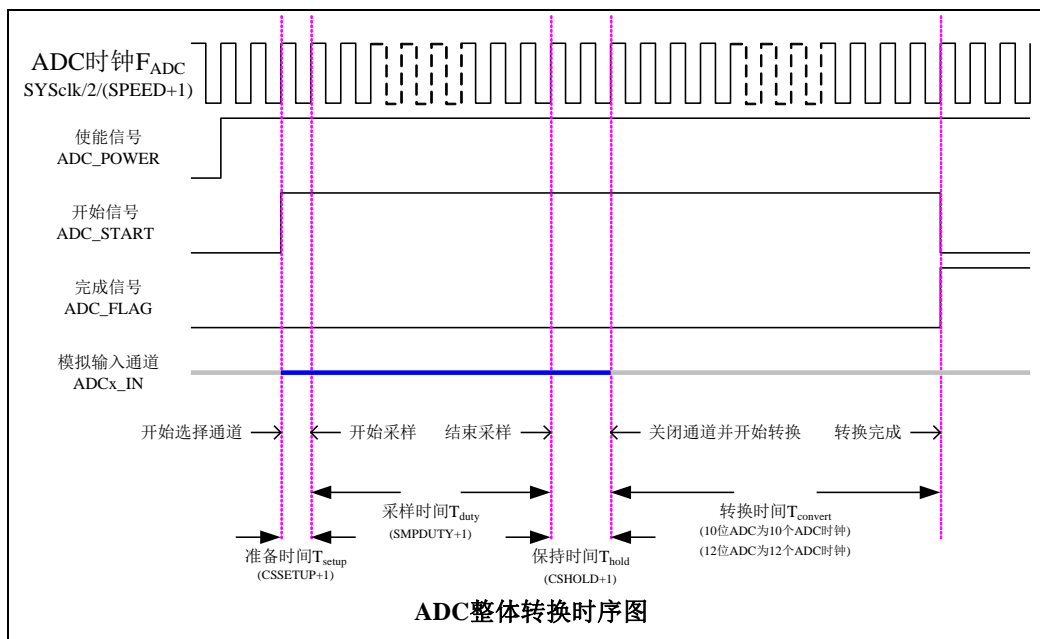 ADC时钟FADC
SYSclk/2/(SPEED+1)
使能信号
ADC_POWER
开始信号
ADC_START
完成信号
ADC_FLAG
模拟输入通道
ADCx_IN
开始选择通道
开始采样
结束采样
关闭通道并开始转换
转换完成
采样时间Tduty
(SMPDUTY+1)
转换时间Tconvert
(10位ADC为10个ADC时钟)
(12位ADC为12个ADC时钟)
准备时间Tsetup
(CSSETUP+1)
保持时间Thold
(CSHOLD+1)
ADC整体转换时序图